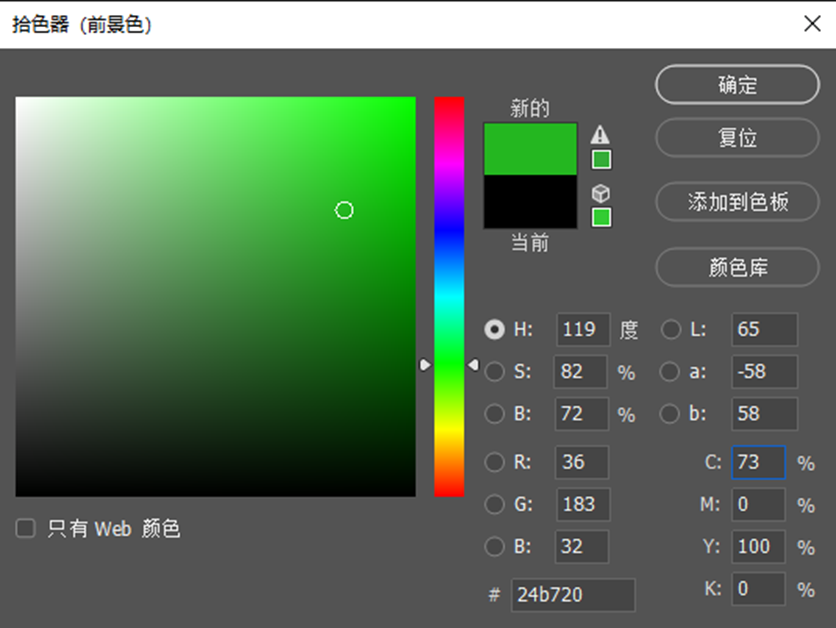 拾色器（前景色）
新的
当前
确定
复位
添加到色板
颜色库
H: 119 度
L: 65
S: 82 %
a: -58
B: 72 %
b: 58
R: 36
C: 73 %
G: 183
M: 0 %
B: 32
Y: 100 %
# 24b720
K: 0 %
只有 Web 颜色